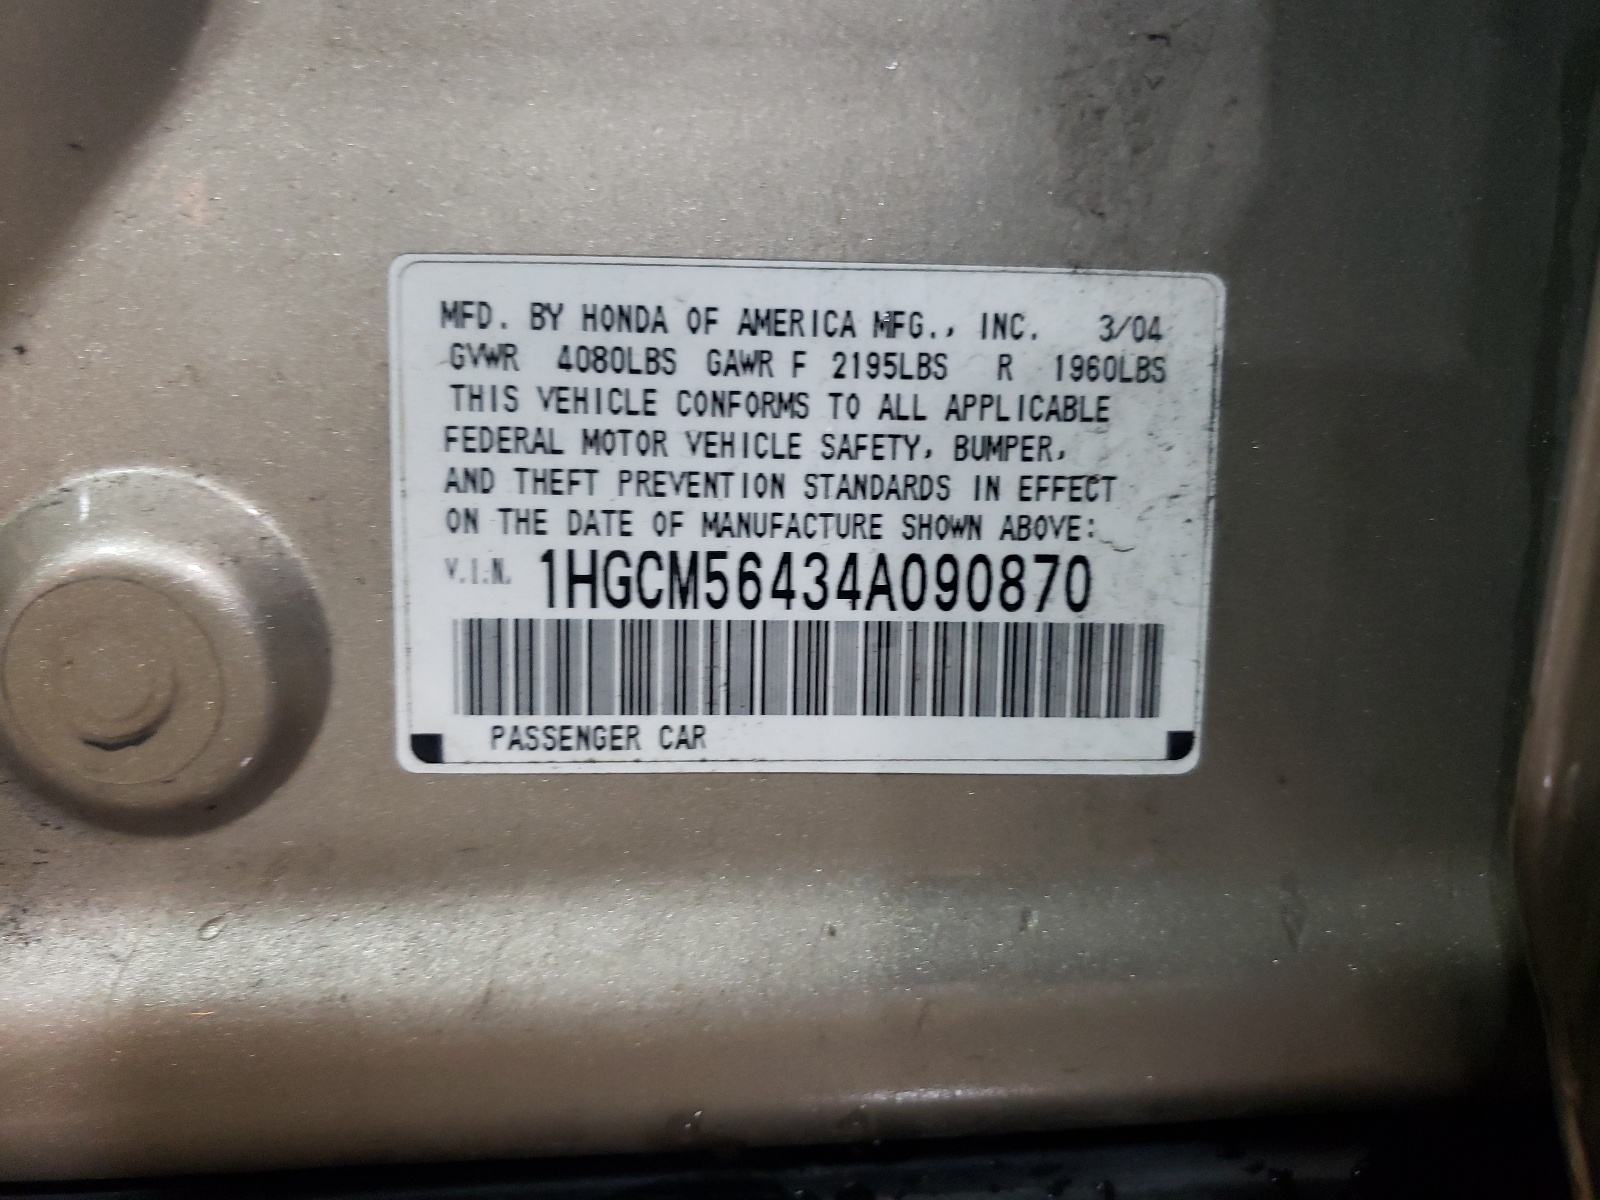 MFD. BY HONDA OF AMERICA MFG., INC. 3/04
GVWR 4080LBS GAWR F 2195LBS R 1960LBS
THIS VEHICLE CONFORMS TO ALL APPLICABLE
FEDERAL MOTOR VEHICLE SAFETY, BUMPER,
AND THEFT PREVENTION STANDARDS IN EFFECT
ON THE DATE OF MANUFACTURE SHOWN ABOVE:
V.I.N. 1HGCM56434A090870
PASSENGER CAR